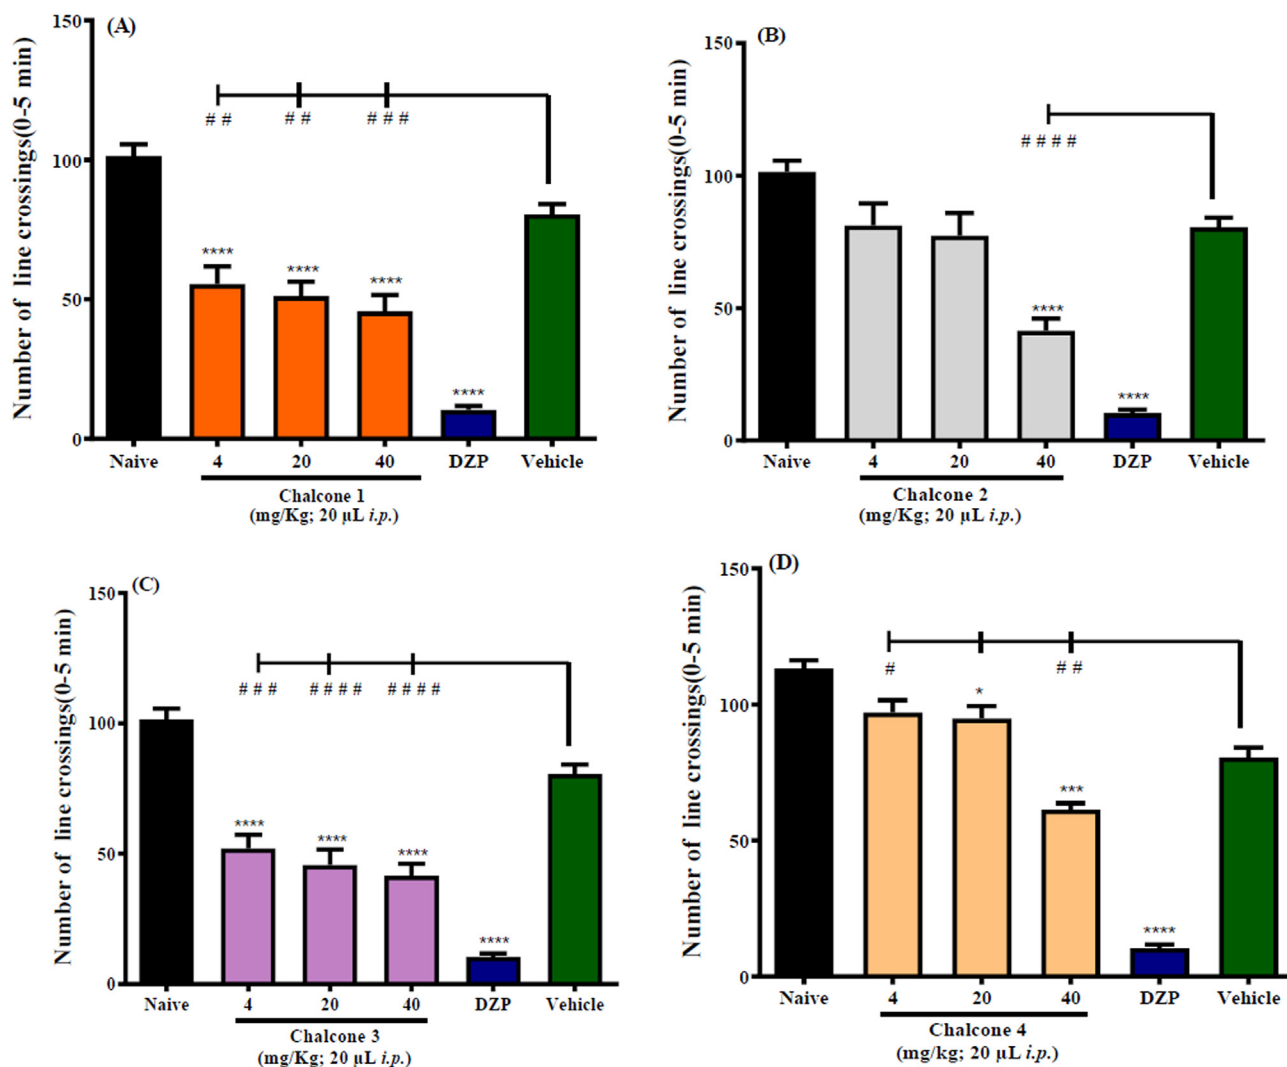 (A)
Number of line crossings(0-5 min)
150
100
50
0
# # # # # # #
**** **** **** ****
Naive 4 20 40 DZP Vehicle
Chalcone 1
(mg/Kg; 20 µL i.p.)
(B)
Number of line crossings(0-5 min)
150
100
50
0
# # # #
**** ****
Naive 4 20 40 DZP Vehicle
Chalcone 2
(mg/Kg; 20 µL i.p.)
(C)
Number of line crossings(0-5 min)
150
100
50
0
# # # # # # # # # # #
**** **** **** ****
Naive 4 20 40 DZP Vehicle
Chalcone 3
(mg/Kg; 20 µL i.p.)
(D)
Number of line crossings(0-5 min)
150
100
50
0
# # #
* *** ****
Naive 4 20 40 DZP Vehicle
Chalcone 4
(mg/kg; 20 µL i.p.)